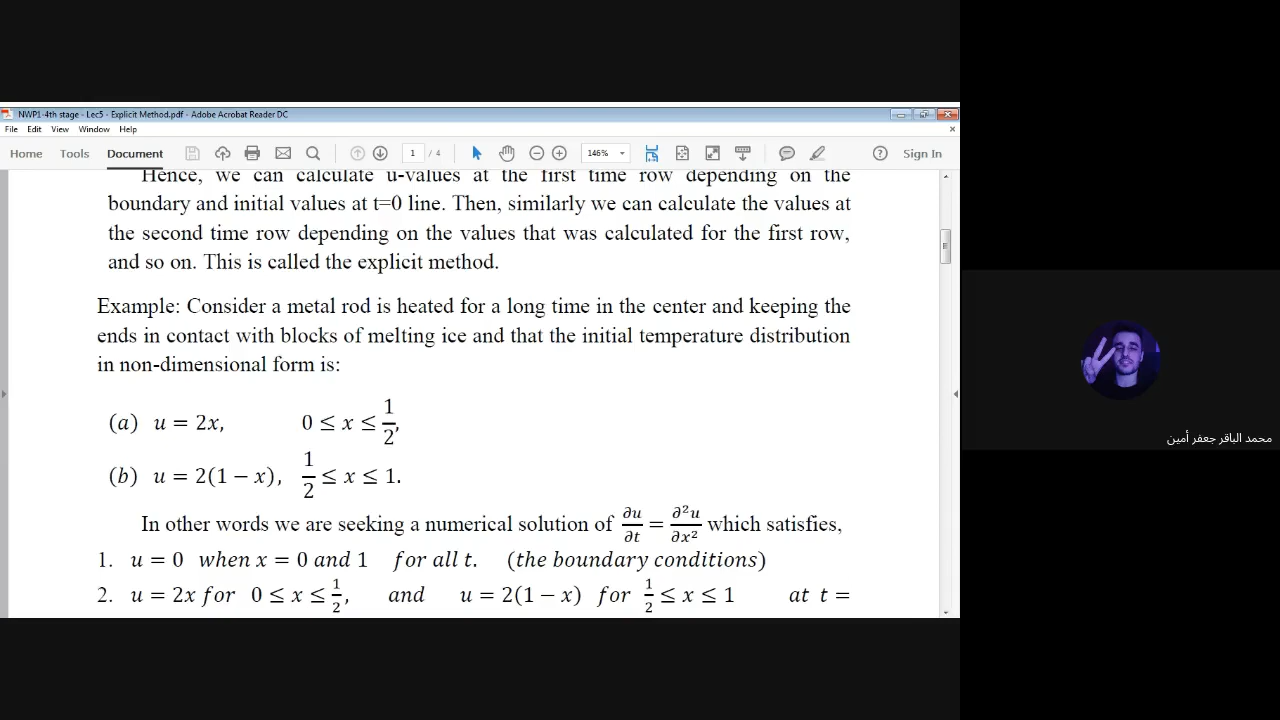 NWP1-4th stage - Lec5 - Explicit Method.pdf - Adobe Acrobat Reader DC
File Edit View Window Help
Home Tools Document 1 / 4 146% Sign In
Hence, we can calculate u-values at the first time row depending on the
boundary and initial values at t=0 line. Then, similarly we can calculate the values at
the second time row depending on the values that was calculated for the first row,
and so on. This is called the explicit method.
Example: Consider a metal rod is heated for a long time in the center and keeping the
ends in contact with blocks of melting ice and that the initial temperature distribution
in non-dimensional form is:
(a) u = 2x, 0 ≤ x ≤ 1/2,
(b) u = 2(1 − x), 1/2 ≤ x ≤ 1.
In other words we are seeking a numerical solution of ∂u/∂t = ∂²u/∂x² which satisfies,
1. u = 0 when x = 0 and 1 for all t. (the boundary conditions)
2. u = 2x for 0 ≤ x ≤ 1/2, and u = 2(1 − x) for 1/2 ≤ x ≤ 1 at t =
محمد الباقر جعفر أمين